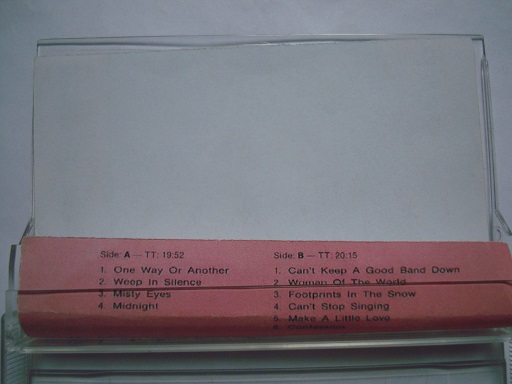 Side: A — TT: 19:52
1. One Way Or Another
2. Weep In Silence
3. Misty Eyes
4. Midnight
Side: B — TT: 20:15
1. Can't Keep A Good Band Down
2. Woman Of The World
3. Footprints In The Snow
4. Can't Stop Singing
5. Make A Little Love
6.